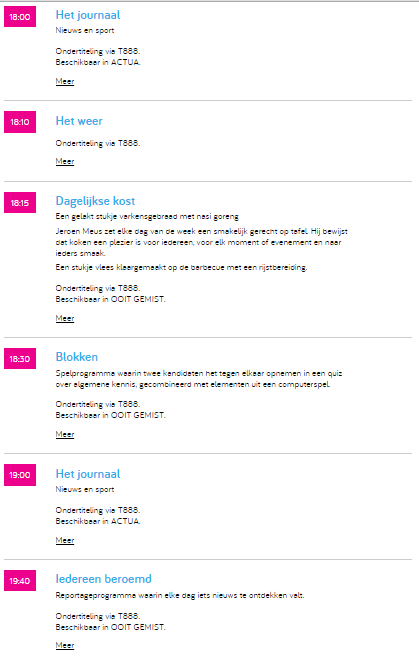 18:00
Het journaal
Nieuws en sport
Ondertiteling via T888.
Beschikbaar in ACTUA.
Meer
18:10
Het weer
Ondertiteling via T888.
Meer
18:15
Dagelijkse kost
Een gelakt stukje varkensgebraad met nasi goreng
Jeroen Meus zet elke dag van de week een smakelijk gerecht op tafel. Hij bewijst
dat koken een plezier is voor iedereen, voor elk moment of evenement en naar
ieders smaak.
Een stukje vlees klaargemaakt op de barbecue met een rijstbereiding.
Ondertiteling via T888.
Beschikbaar in OOIT GEMIST.
Meer
18:30
Blokken
Spelprogramma waarin twee kandidaten het tegen elkaar opnemen in een quiz
over algemene kennis, gecombineerd met elementen uit een computerspel.
Ondertiteling via T888.
Beschikbaar in OOIT GEMIST.
Meer
19:00
Het journaal
Nieuws en sport
Ondertiteling via T888.
Beschikbaar in ACTUA.
Meer
19:40
Iedereen beroemd
Reportageprogramma waarin elke dag iets nieuws te ontdekken valt.
Ondertiteling via T888.
Beschikbaar in OOIT GEMIST.
Meer